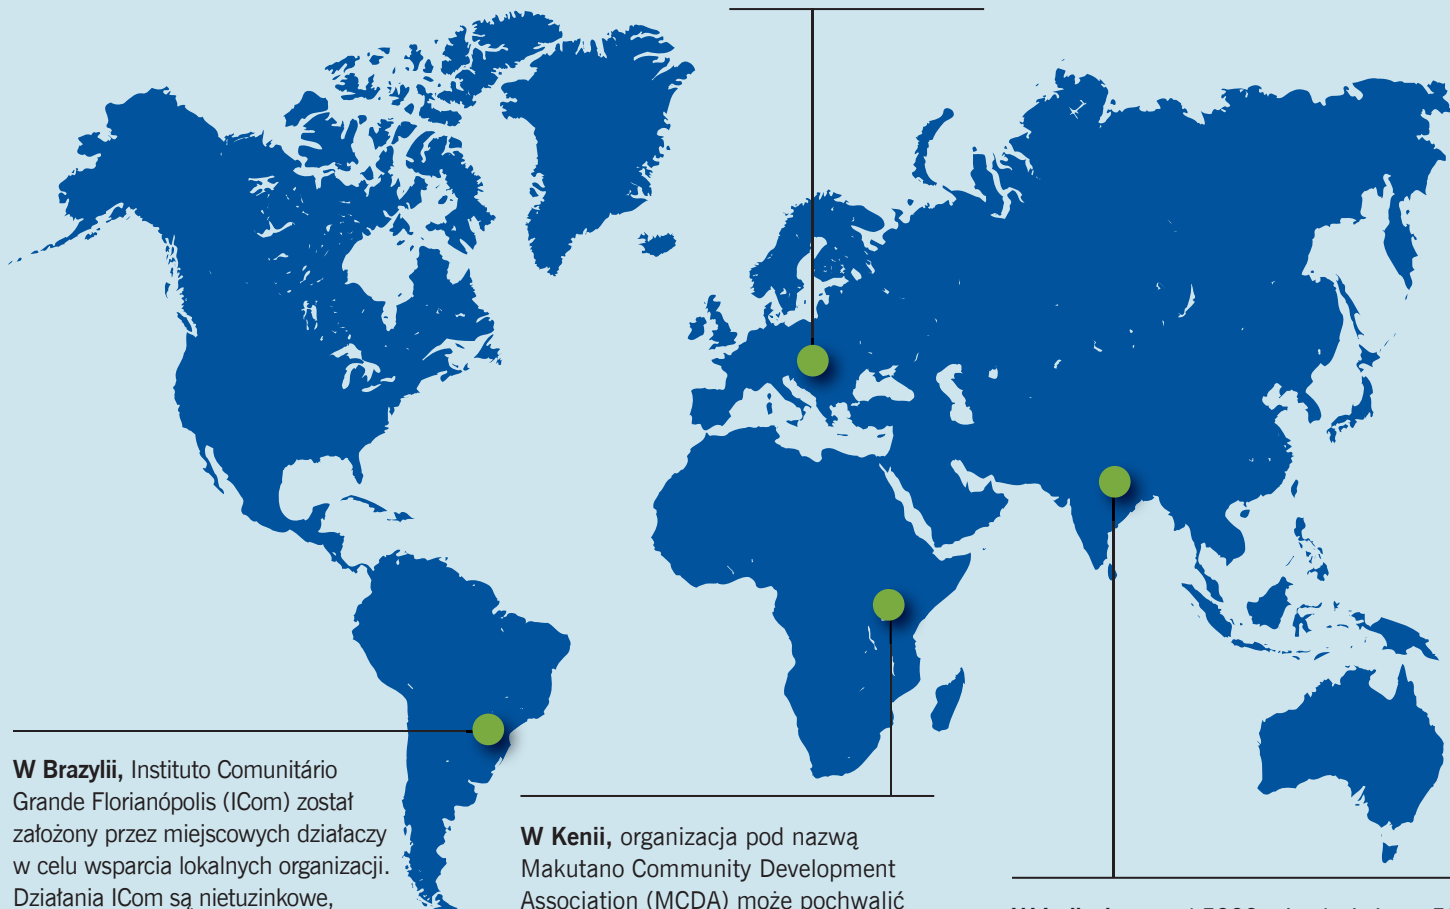 W Brazylii, Instituto Comunitário
Grande Florianópolis (ICom) został
założony przez miejscowych działaczy
w celu wsparcia lokalnych organizacji.
Działania ICom są nietuzinkowe,
W Kenii, organizacja pod nazwą
Makutano Community Development
Association (MCDA) może pochwalić